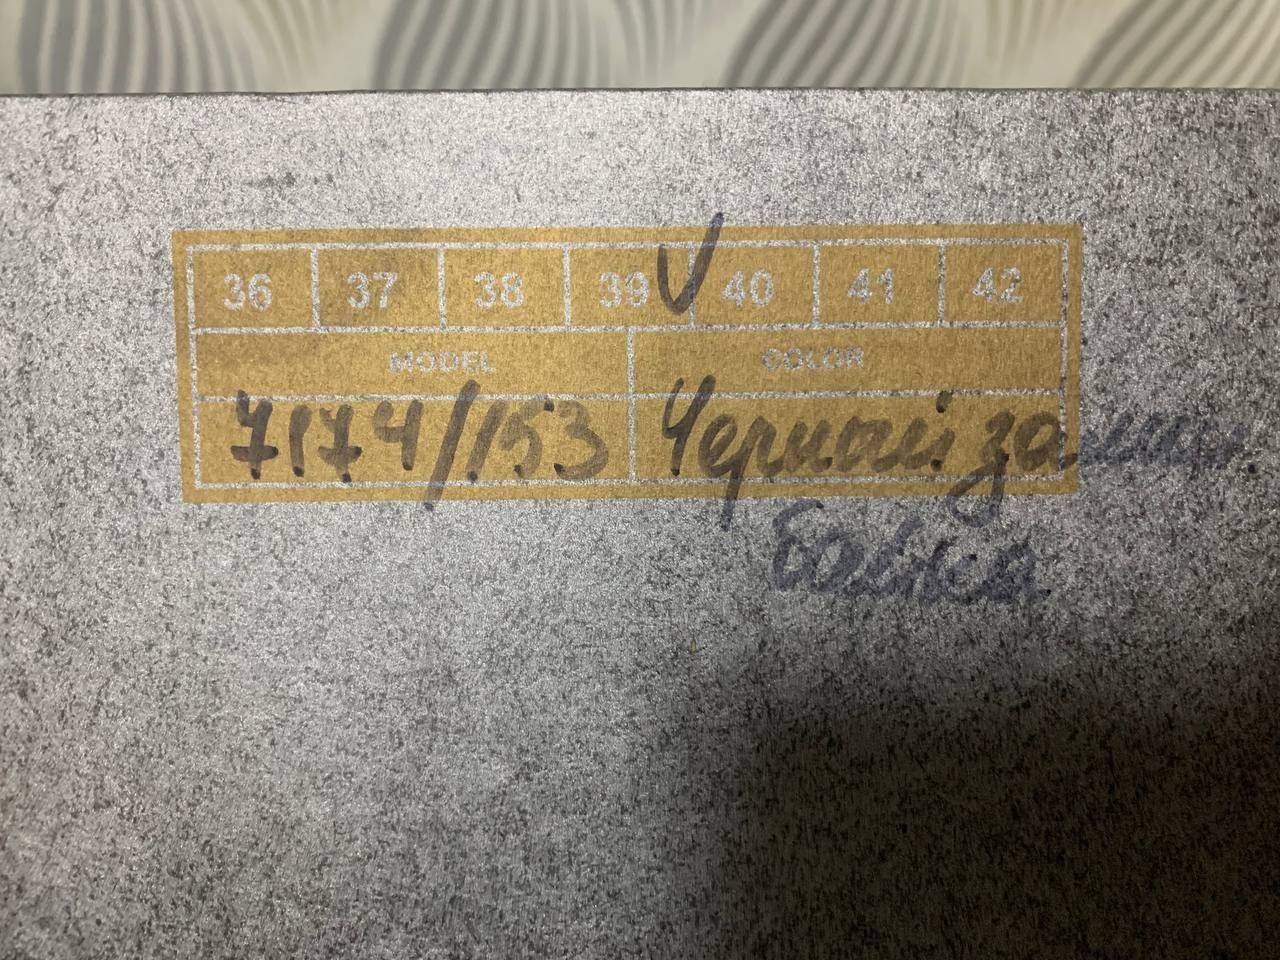 36 37 38 39 V 40 41 42
MODEL COLOR
7174/153 Черный замш.
Байка